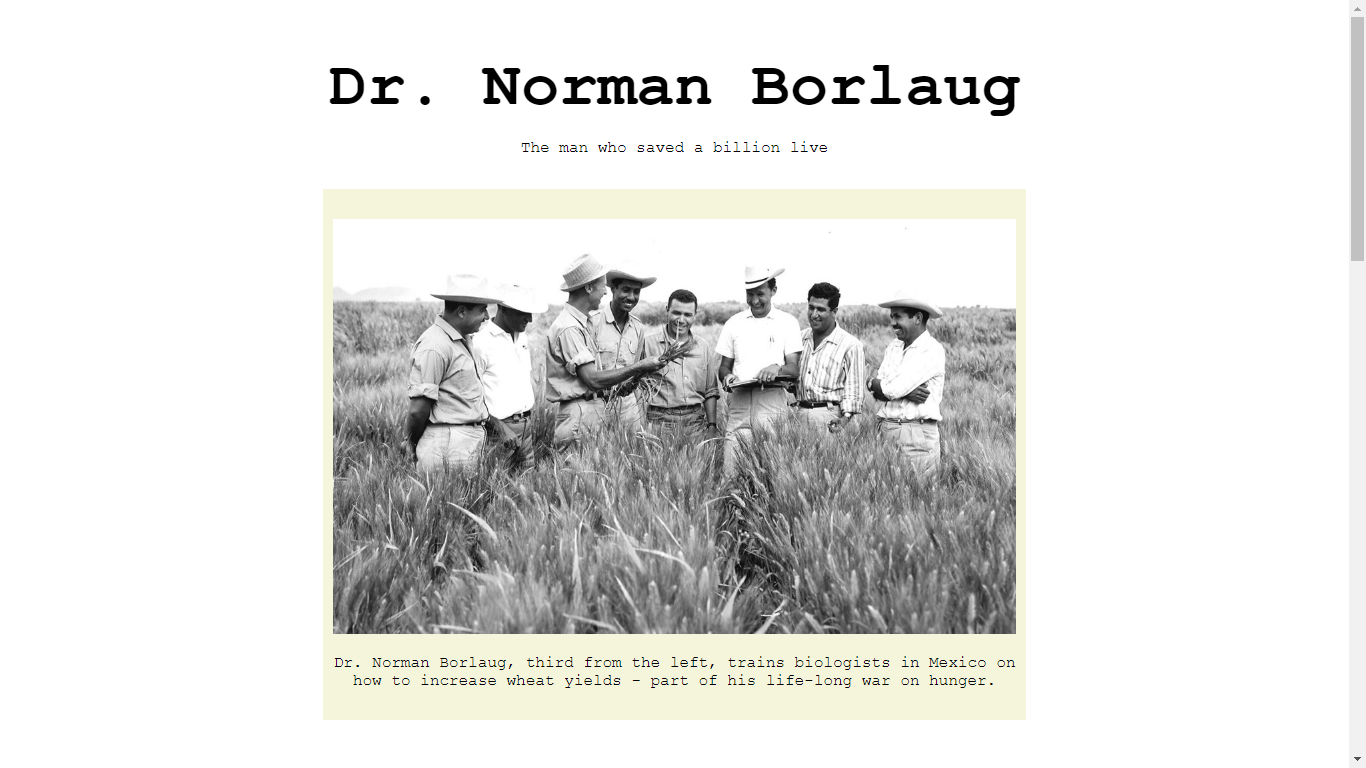 Dr. Norman Borlaug
The man who saved a billion live
Dr. Norman Borlaug, third from the left, trains biologists in Mexico on
how to increase wheat yields - part of his life-long war on hunger.